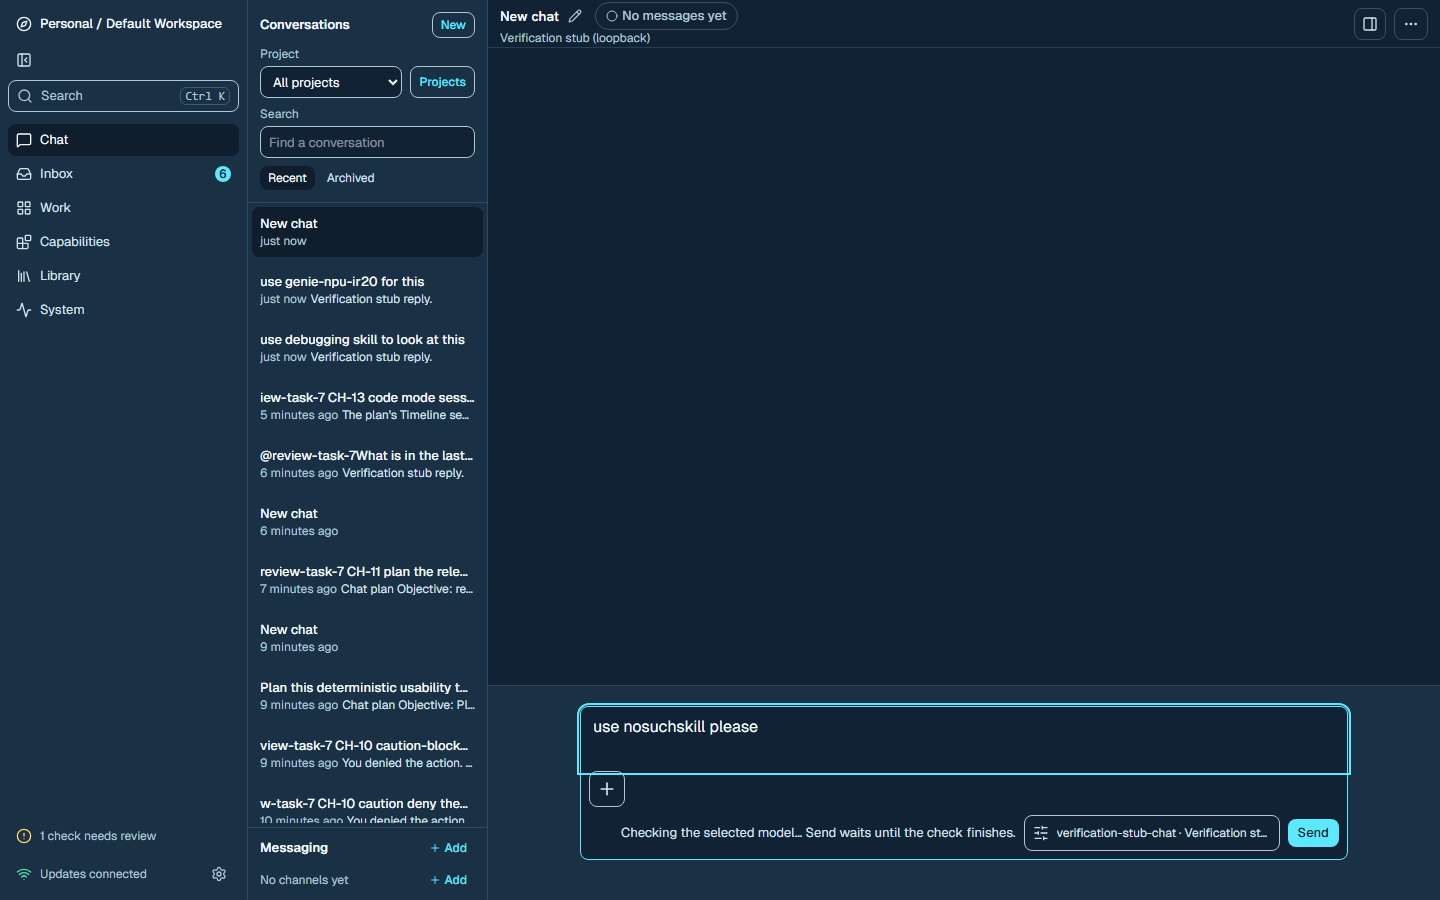 Personal / Default Workspace
Search
Ctrl K
Chat
Inbox
6
Work
Capabilities
Library
System
1 check needs review
Updates connected
Conversations
New
Project
All projects
Projects
Search
Find a conversation
Recent
Archived
New chat
just now
use genie-npu-ir20 for this
just now Verification stub reply.
use debugging skill to look at this
just now Verification stub reply.
iew-task-7 CH-13 code mode sess...
5 minutes ago The plan's Timeline se...
@review-task-7What is in the last...
6 minutes ago Verification stub reply.
New chat
6 minutes ago
review-task-7 CH-11 plan the rele...
7 minutes ago Chat plan Objective: re...
New chat
9 minutes ago
Plan this deterministic usability t...
9 minutes ago Chat plan Objective: Pl...
view-task-7 CH-10 caution-block...
9 minutes ago You denied the action. ...
w-task-7 CH-10 caution deny the...
10 minutes ago You denied the action
Messaging
+ Add
No channels yet
+ Add
New chat
No messages yet
Verification stub (loopback)
use nosuchskill please
Checking the selected model... Send waits until the check finishes.
verification-stub-chat · Verification st...
Send